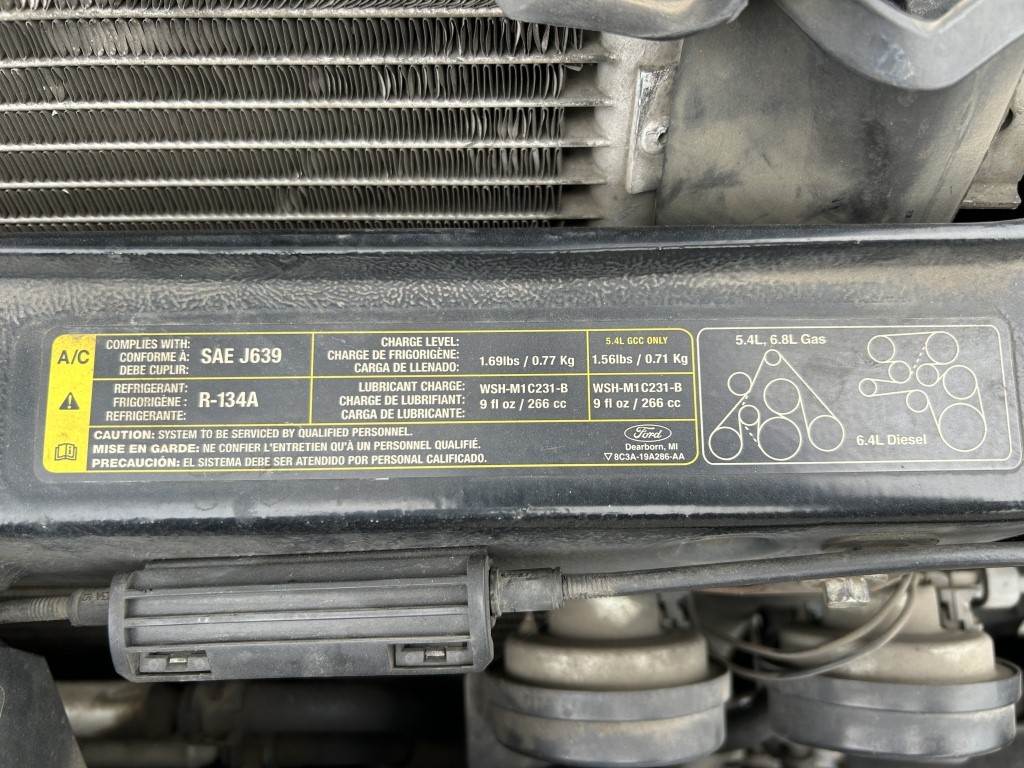 A/C
COMPLIES WITH:
CONFORME À: SAE J639
DEBE CUPLIR:
REFRIGERANT:
FRIGORIGÈNE : R-134A
REFRIGERANTE:
CHARGE LEVEL:
CHARGE DE FRIGORIGÈNE:
CARGA DE LLENADO:
1.69lbs / 0.77 Kg
5.4L GCC ONLY
1.56lbs / 0.71 Kg
LUBRICANT CHARGE:
CHARGE DE LUBRIFIANT:
CARGA DE LUBRICANTE:
WSH-M1C231-B
9 fl oz / 266 cc
WSH-M1C231-B
9 fl oz / 266 cc
CAUTION: SYSTEM TO BE SERVICED BY QUALIFIED PERSONNEL.
MISE EN GARDE: NE CONFIER L'ENTRETIEN QU'À UN PERSONNEL QUALIFIÉ.
PRECAUCIÓN: EL SISTEMA DEBE SER ATENDIDO POR PERSONAL CALIFICADO.
Ford
Dearborn, MI
8C3A-19A286-AA
5.4L, 6.8L Gas
6.4L Diesel